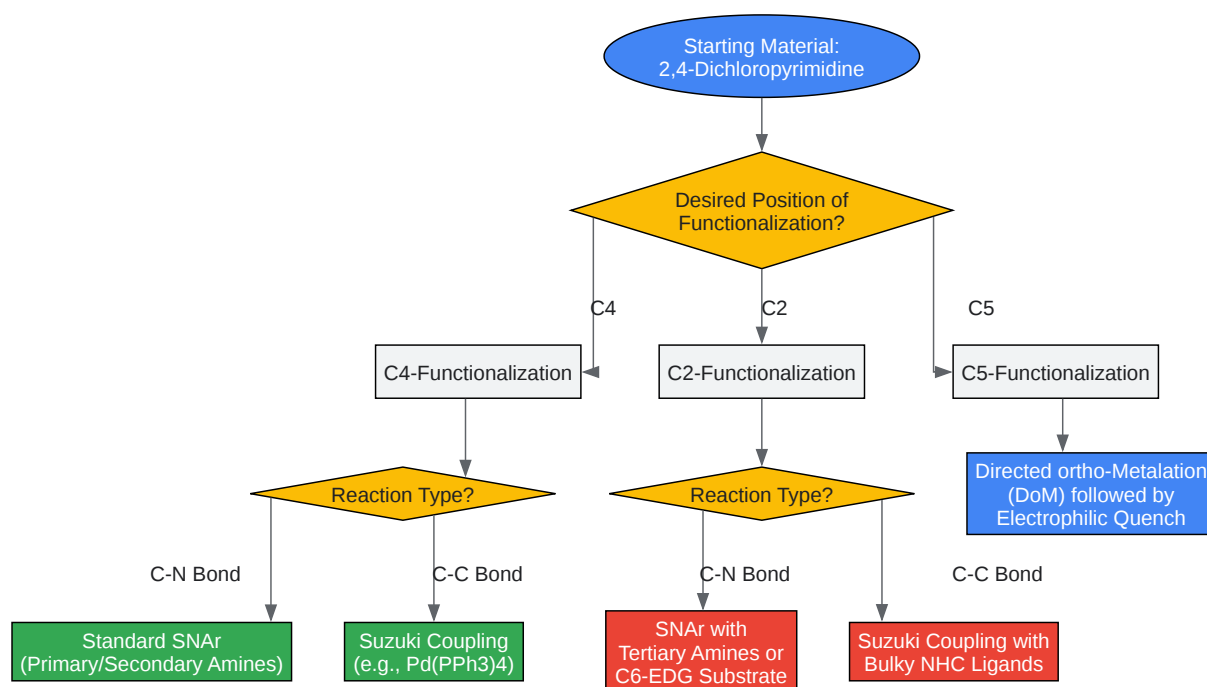 Starting Material:
2,4-Dichloropyrimidine
Desired Position of
Functionalization?
C4
C2
C5
C4-Functionalization
C2-Functionalization
C5-Functionalization
Reaction Type?
Reaction Type?
Directed ortho-Metalation
(DoM) followed by
Electrophilic Quench
C-N Bond
C-C Bond
C-N Bond
C-C Bond
Standard SNAr
(Primary/Secondary Amines)
Suzuki Coupling
(e.g., Pd(PPh3)4)
SNAr with
Tertiary Amines or
C6-EDG Substrate
Suzuki Coupling with
Bulky NHC Ligands